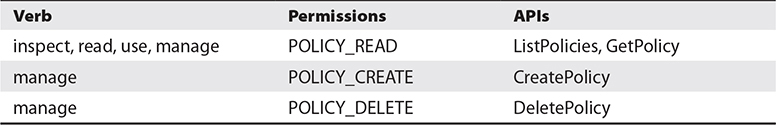 Verb Permissions APIs
inspect, read, use, manage POLICY_READ ListPolicies, GetPolicy
manage POLICY_CREATE CreatePolicy
manage POLICY_DELETE DeletePolicy